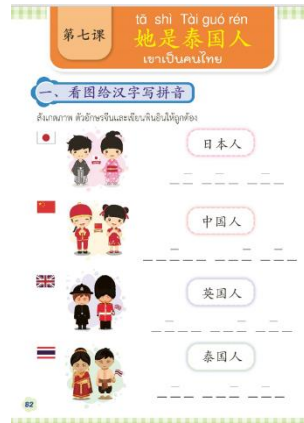 第七课
tā shì Tài guó rén
她是泰国人
เขาเป็นคนไทย
一、看图给汉字写拼音
สังเกตภาพ ตัวอักษรจีนและเขียนพินอินให้ถูกต้อง
日本人
中国人
英国人
泰国人
82